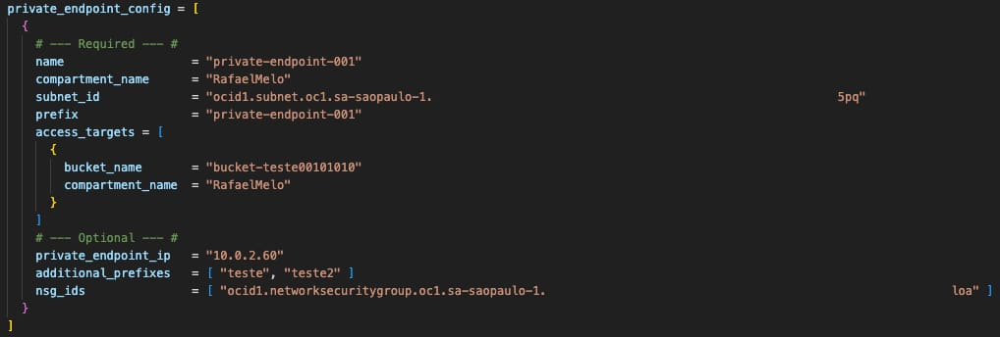 private_endpoint_config = [
{
# --- Required --- #
name = "private-endpoint-001"
compartment_name = "RafaelMelo"
subnet_id = "ocid1.subnet.oc1.sa-saopaulo-1. 5pq"
prefix = "private-endpoint-001"
access_targets = [
{
bucket_name = "bucket-teste00101010"
compartment_name = "RafaelMelo"
}
]
# --- Optional --- #
private_endpoint_ip = "10.0.2.60"
additional_prefixes = [ "teste", "teste2" ]
nsg_ids = [ "ocid1.networksecuritygroup.oc1.sa-saopaulo-1. loa" ]
}
]